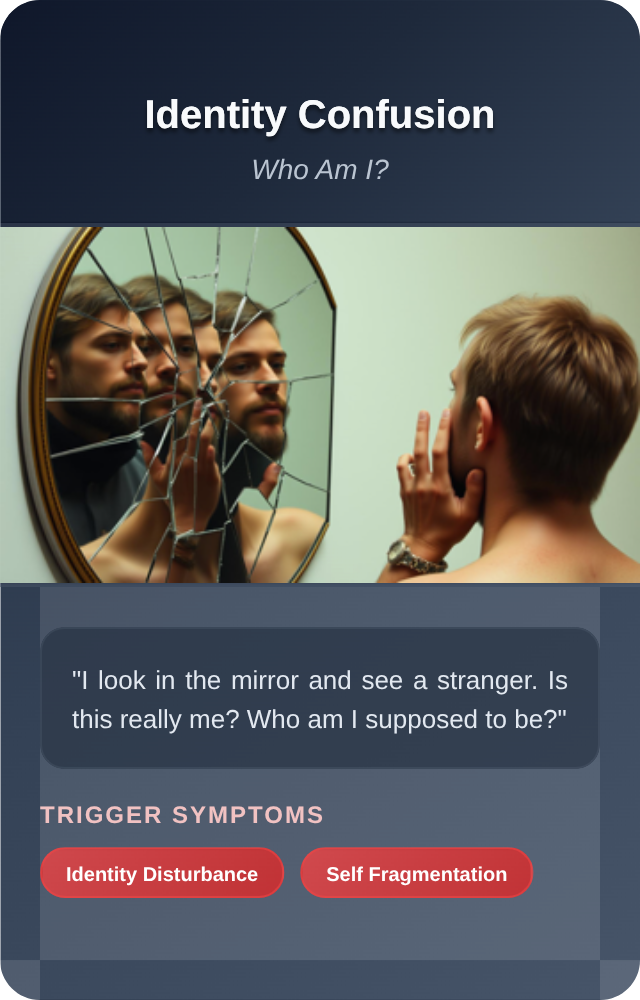 Identity Confusion
Who Am I?
"I look in the mirror and see a stranger. Is
this really me? Who am I supposed to be?"
TRIGGER SYMPTOMS
Identity Disturbance
Self Fragmentation